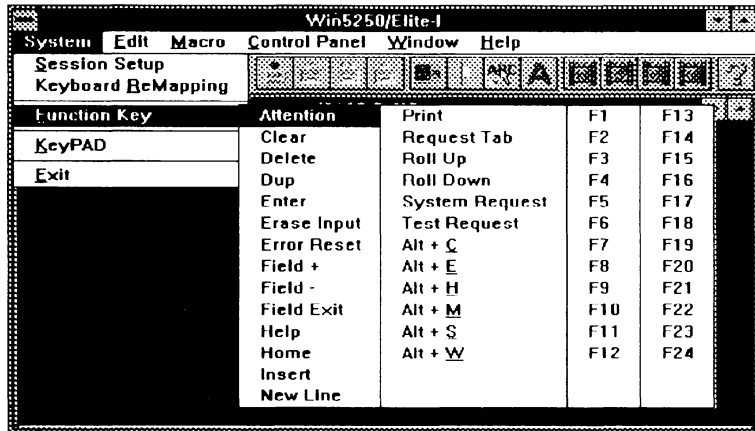 Win5250/Elite-I
System Edit Macro Control Panel Window Help
Session Setup
Keyboard ReMapping
Function Key
KeyPAD
Exit
Attention Print F1 F13
Clear Request Tab F2 F14
Delete Roll Up F3 F15
Dup Roll Down F4 F16
Enter System Request F5 F17
Erase Input Test Request F6 F18
Error Reset Alt + C F7 F19
Field + Alt + E F8 F20
Field - Alt + H F9 F21
Field Exit Alt + M F10 F22
Help Alt + S F11 F23
Home Alt + W F12 F24
Insert
New Line
A